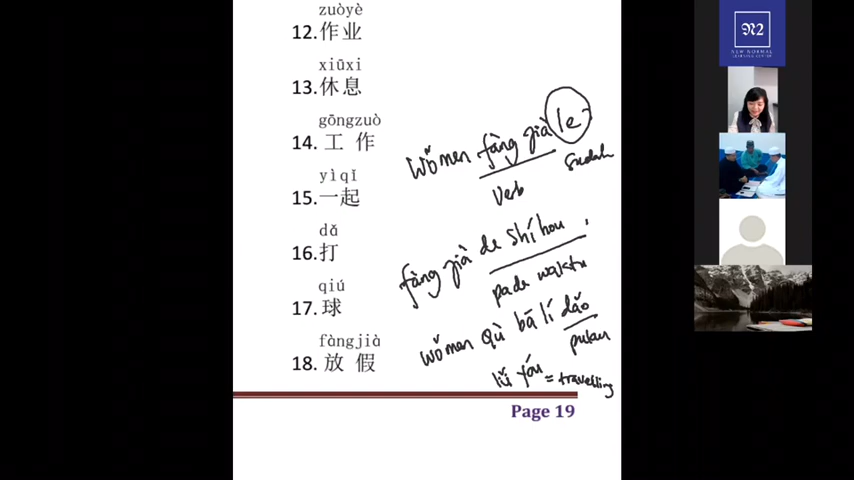 zuòyè
12.作业
xiūxi
13.休息
gōngzuò
14. 工 作
yìqǐ
15.一起
dǎ
16.打
qiú
17.球
fàngjià
18. 放 假
wǒmen fàng jià le
sudah
verb
fàng jià de shíhou
pada waktu
wǒmen qù bā lí dǎo
pulau
lǚ yóu = travelling
Page 19
N2
NEW NORMAL
LEARNING CENTRE